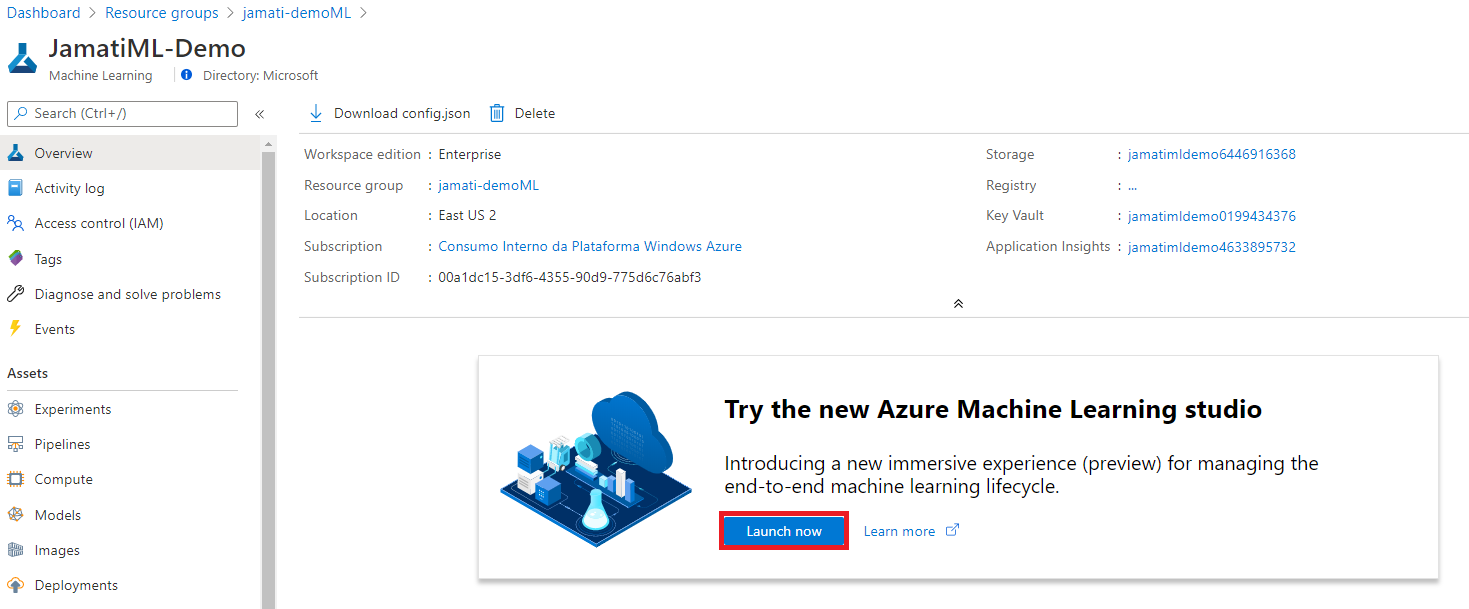 Dashboard > Resource groups > jamati-demoML >
JamatiML-Demo
Machine Learning
Directory: Microsoft
Search (Ctrl+/)
«
Overview
Activity log
Access control (IAM)
Tags
Diagnose and solve problems
Events
Assets
Experiments
Pipelines
Compute
Models
Images
Deployments
Download config.json
Delete
Workspace edition : Enterprise
Resource group : jamati-demoML
Location : East US 2
Subscription : Consumo Interno da Plataforma Windows Azure
Subscription ID : 00a1dc15-3df6-4355-90d9-775d6c76abf3
Storage : jamatimldemo6446916368
Registry : ...
Key Vault : jamatimldemo0199434376
Application Insights : jamatimldemo4633895732
Try the new Azure Machine Learning studio
Introducing a new immersive experience (preview) for managing the
end-to-end machine learning lifecycle.
Launch now
Learn more